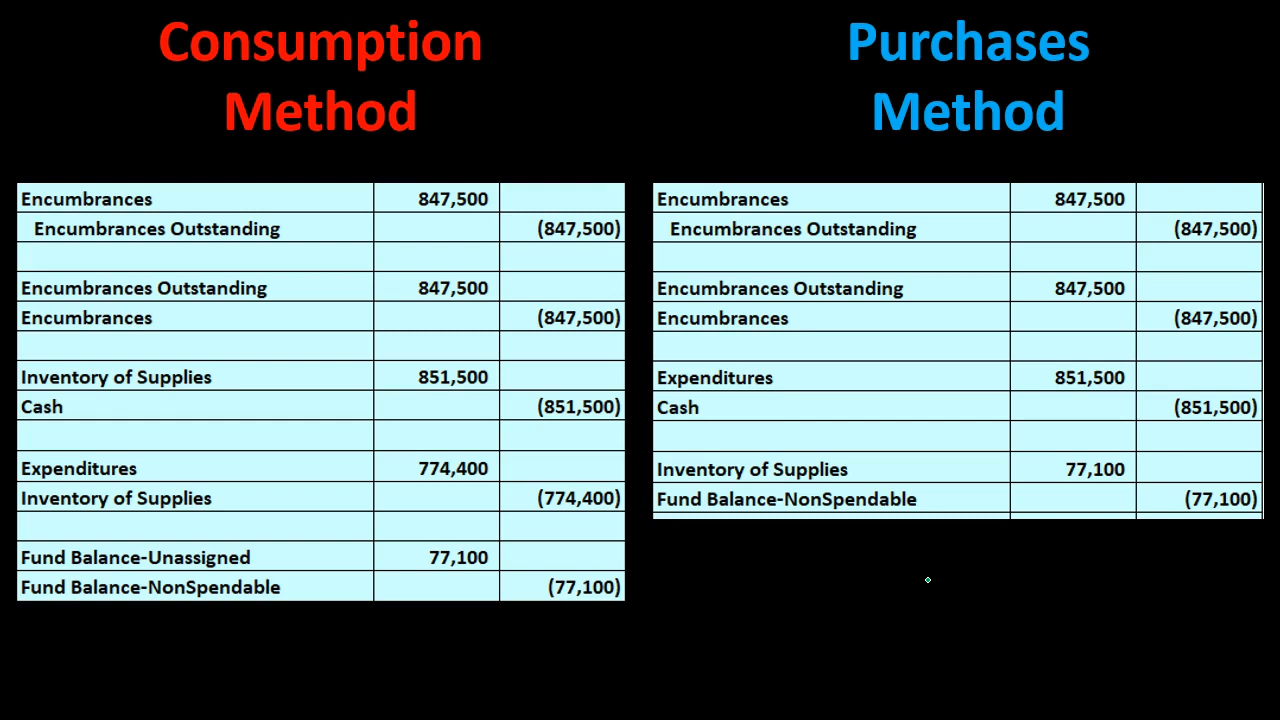 Consumption
Method
Encumbrances 847,500
Encumbrances Outstanding (847,500)
Encumbrances Outstanding 847,500
Encumbrances (847,500)
Inventory of Supplies 851,500
Cash (851,500)
Expenditures 774,400
Inventory of Supplies (774,400)
Fund Balance-Unassigned 77,100
Fund Balance-NonSpendable (77,100)
Purchases
Method
Encumbrances 847,500
Encumbrances Outstanding (847,500)
Encumbrances Outstanding 847,500
Encumbrances (847,500)
Expenditures 851,500
Cash (851,500)
Inventory of Supplies 77,100
Fund Balance-NonSpendable (77,100)